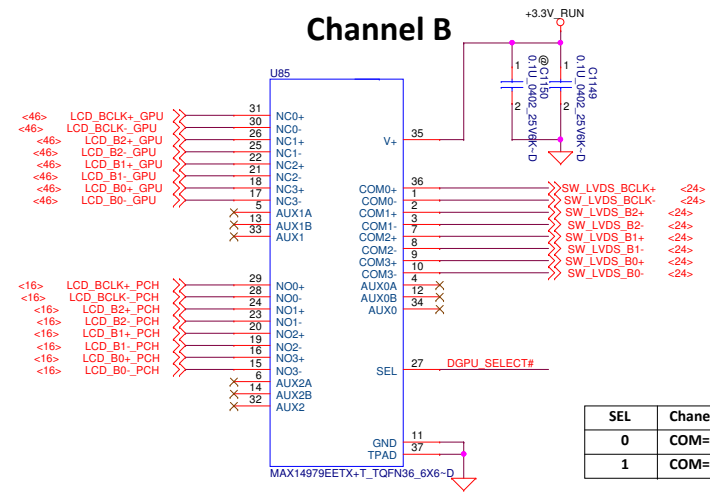 Channel B
+3.3V_RUN
U85
1
1
@C1150
0.1U_0402_25V6K~D
C1149
0.1U_0402_25V6K~D
2
2
<46> LCD_BCLK+_GPU 31 NC0+
<46> LCD_BCLK-_GPU 30 NC0-
<46> LCD_B2+_GPU 26 NC1+
<46> LCD_B2-_GPU 25 NC1-
<46> LCD_B1+_GPU 22 NC2+
<46> LCD_B1-_GPU 21 NC2-
<46> LCD_B0+_GPU 18 NC3+
<46> LCD_B0-_GPU 17 NC3-
5 AUX1A
13 AUX1B
33 AUX1
V+ 35
COM0+ 36 SW_LVDS_BCLK+ <24>
COM0- 1 SW_LVDS_BCLK- <24>
COM1+ 2 SW_LVDS_B2+ <24>
COM1- 3 SW_LVDS_B2- <24>
COM2+ 7 SW_LVDS_B1+ <24>
COM2- 8 SW_LVDS_B1- <24>
COM3+ 9 SW_LVDS_B0+ <24>
COM3- 10 SW_LVDS_B0- <24>
AUX0A 4
AUX0B 12
AUX0 34
<16> LCD_BCLK+_PCH 29 NO0+
<16> LCD_BCLK-_PCH 28 NO0-
<16> LCD_B2+_PCH 24 NO1+
<16> LCD_B2-_PCH 23 NO1-
<16> LCD_B1+_PCH 20 NO2+
<16> LCD_B1-_PCH 19 NO2-
<16> LCD_B0+_PCH 16 NO3+
<16> LCD_B0-_PCH 15 NO3-
6 AUX2A
14 AUX2B
32 AUX2
SEL 27 DGPU_SELECT#
GND 11
TPAD 37
MAX14979EETX+T_TQFN36_6X6~D
SEL Chane
0 COM=
1 COM=